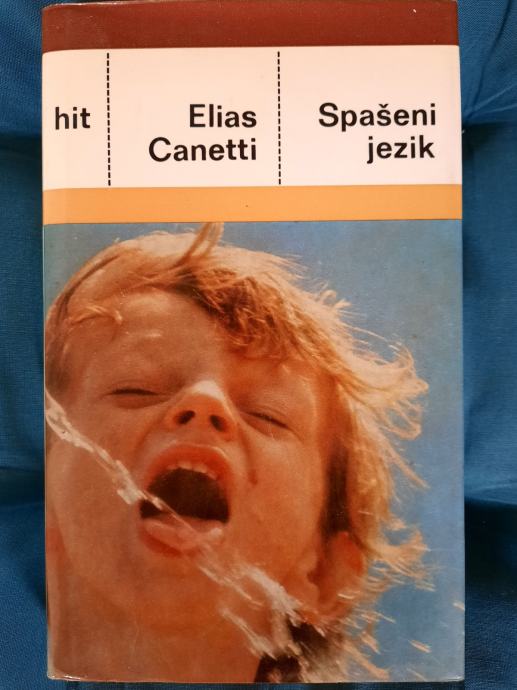 hit
Elias
Canetti
Spašeni
jezik